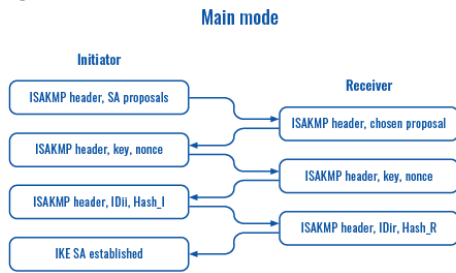 Main mode
Initiator
Receiver
ISAKMP header, SA proposals
ISAKMP header, chosen proposal
ISAKMP header, key, nonce
ISAKMP header, key, nonce
ISAKMP header, IDii, Hash_I
ISAKMP header, IDir, Hash_R
IKE SA established